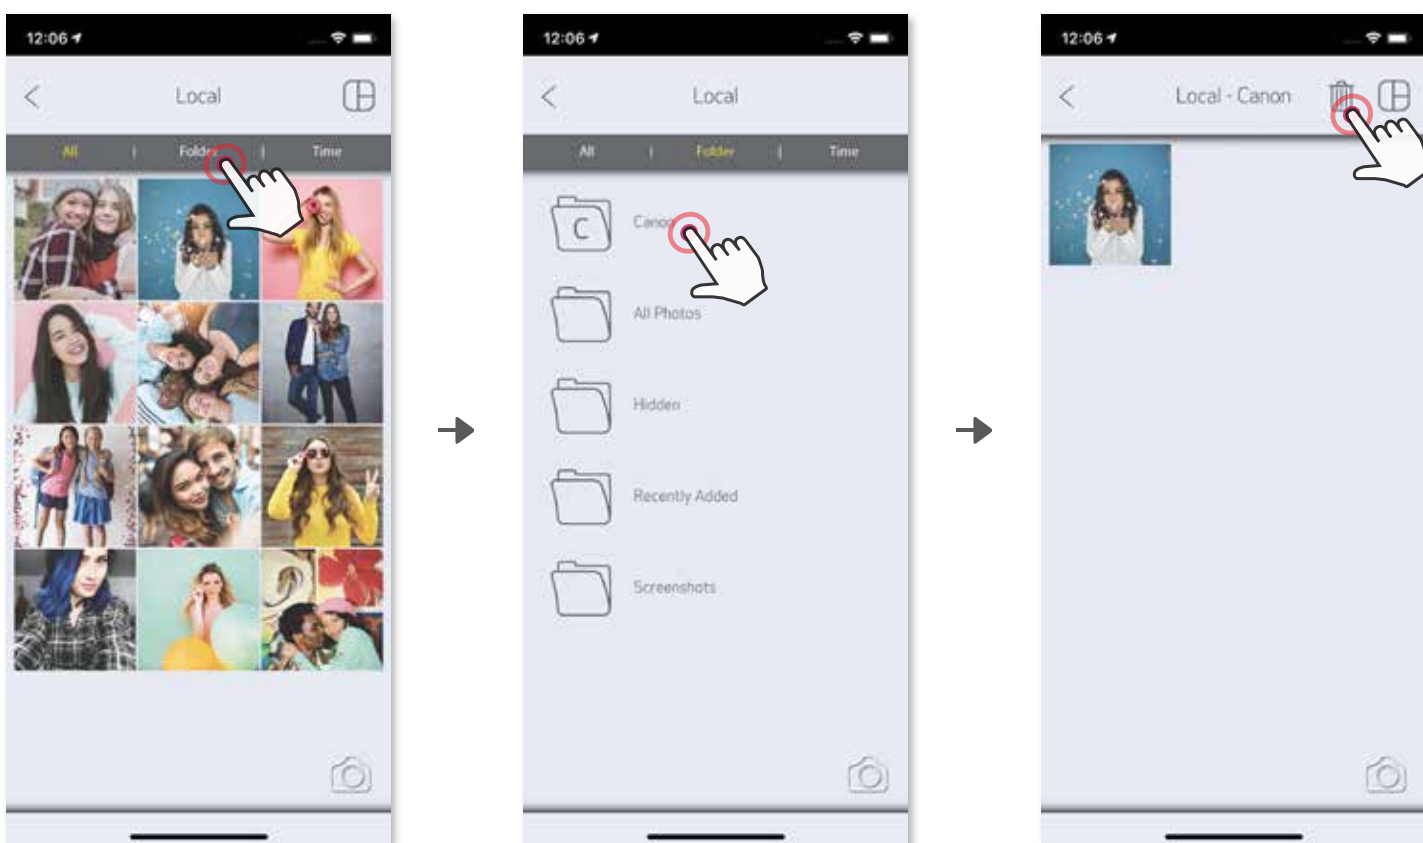 12:06
Local
All | Folder | Time
12:06
Local
All | Folder | Time
C Canon
All Photos
Hidden
Recently Added
Screenshots
12:06
Local - Canon